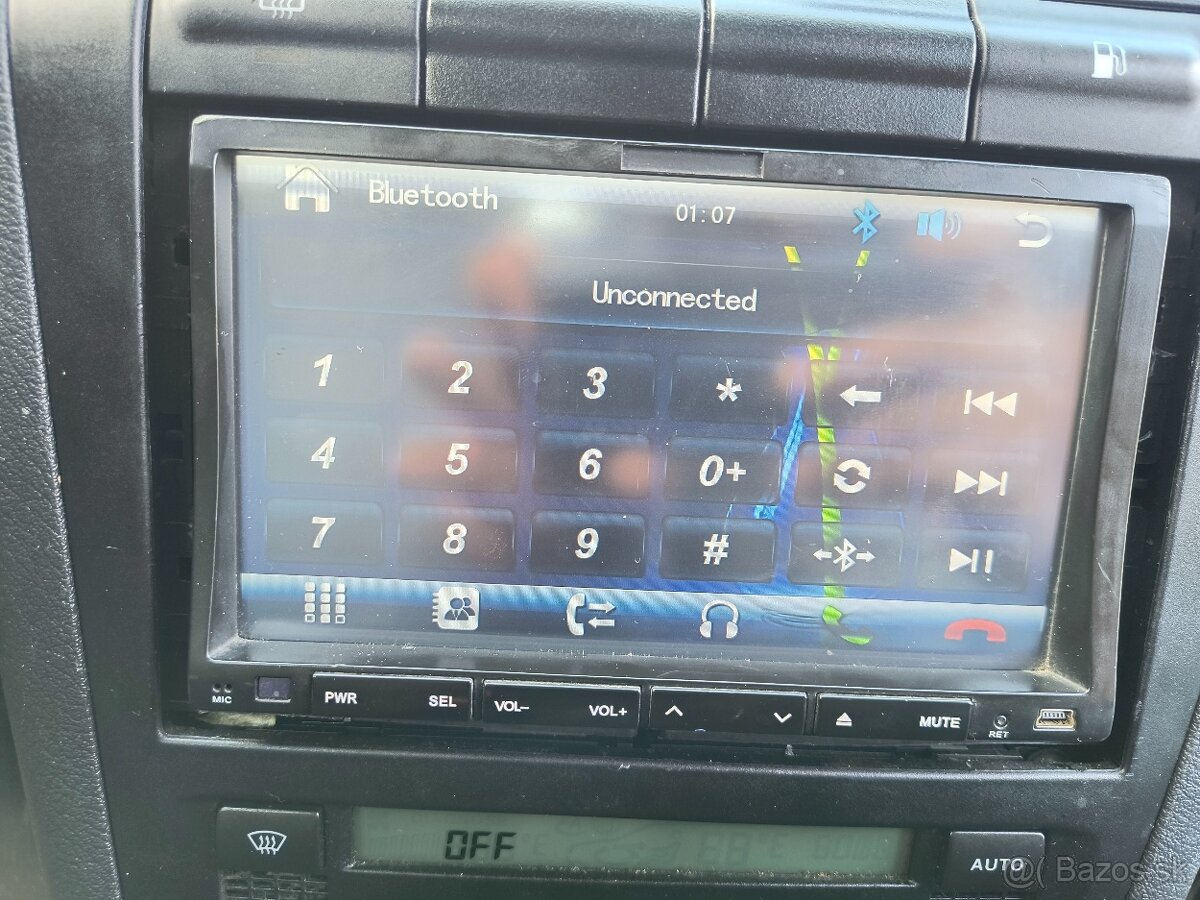 Bluetooth 01:07
Unconnected
1 2 3 *
4 5 6 0+
7 8 9 #
MIC PWR SEL VOL- VOL+ MUTE RET
OFF AUTO
@( Bazos.sk